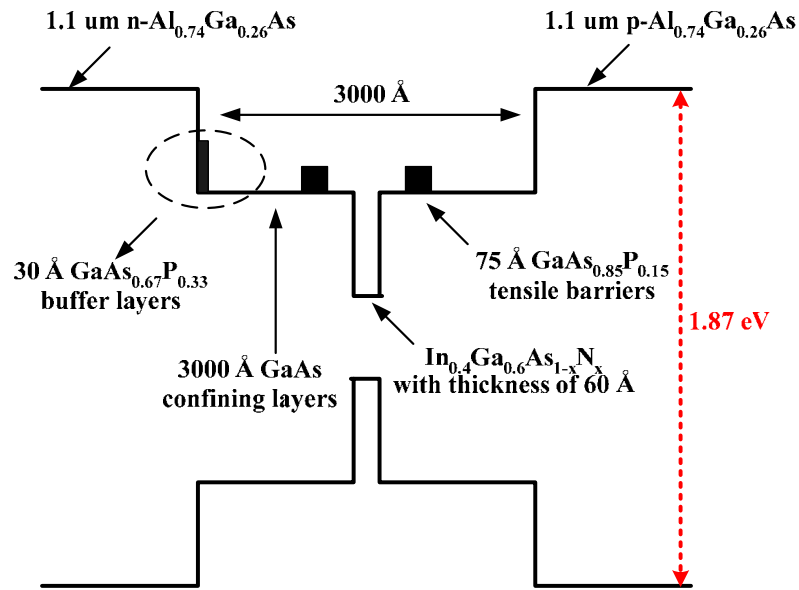 1.1 um n-Al0.74Ga0.26As
1.1 um p-Al0.74Ga0.26As
3000 Å
30 Å GaAs0.67P0.33
buffer layers
75 Å GaAs0.85P0.15
tensile barriers
1.87 eV
3000 Å GaAs
confining layers
In0.4Ga0.6As1-xNx
with thickness of 60 Å